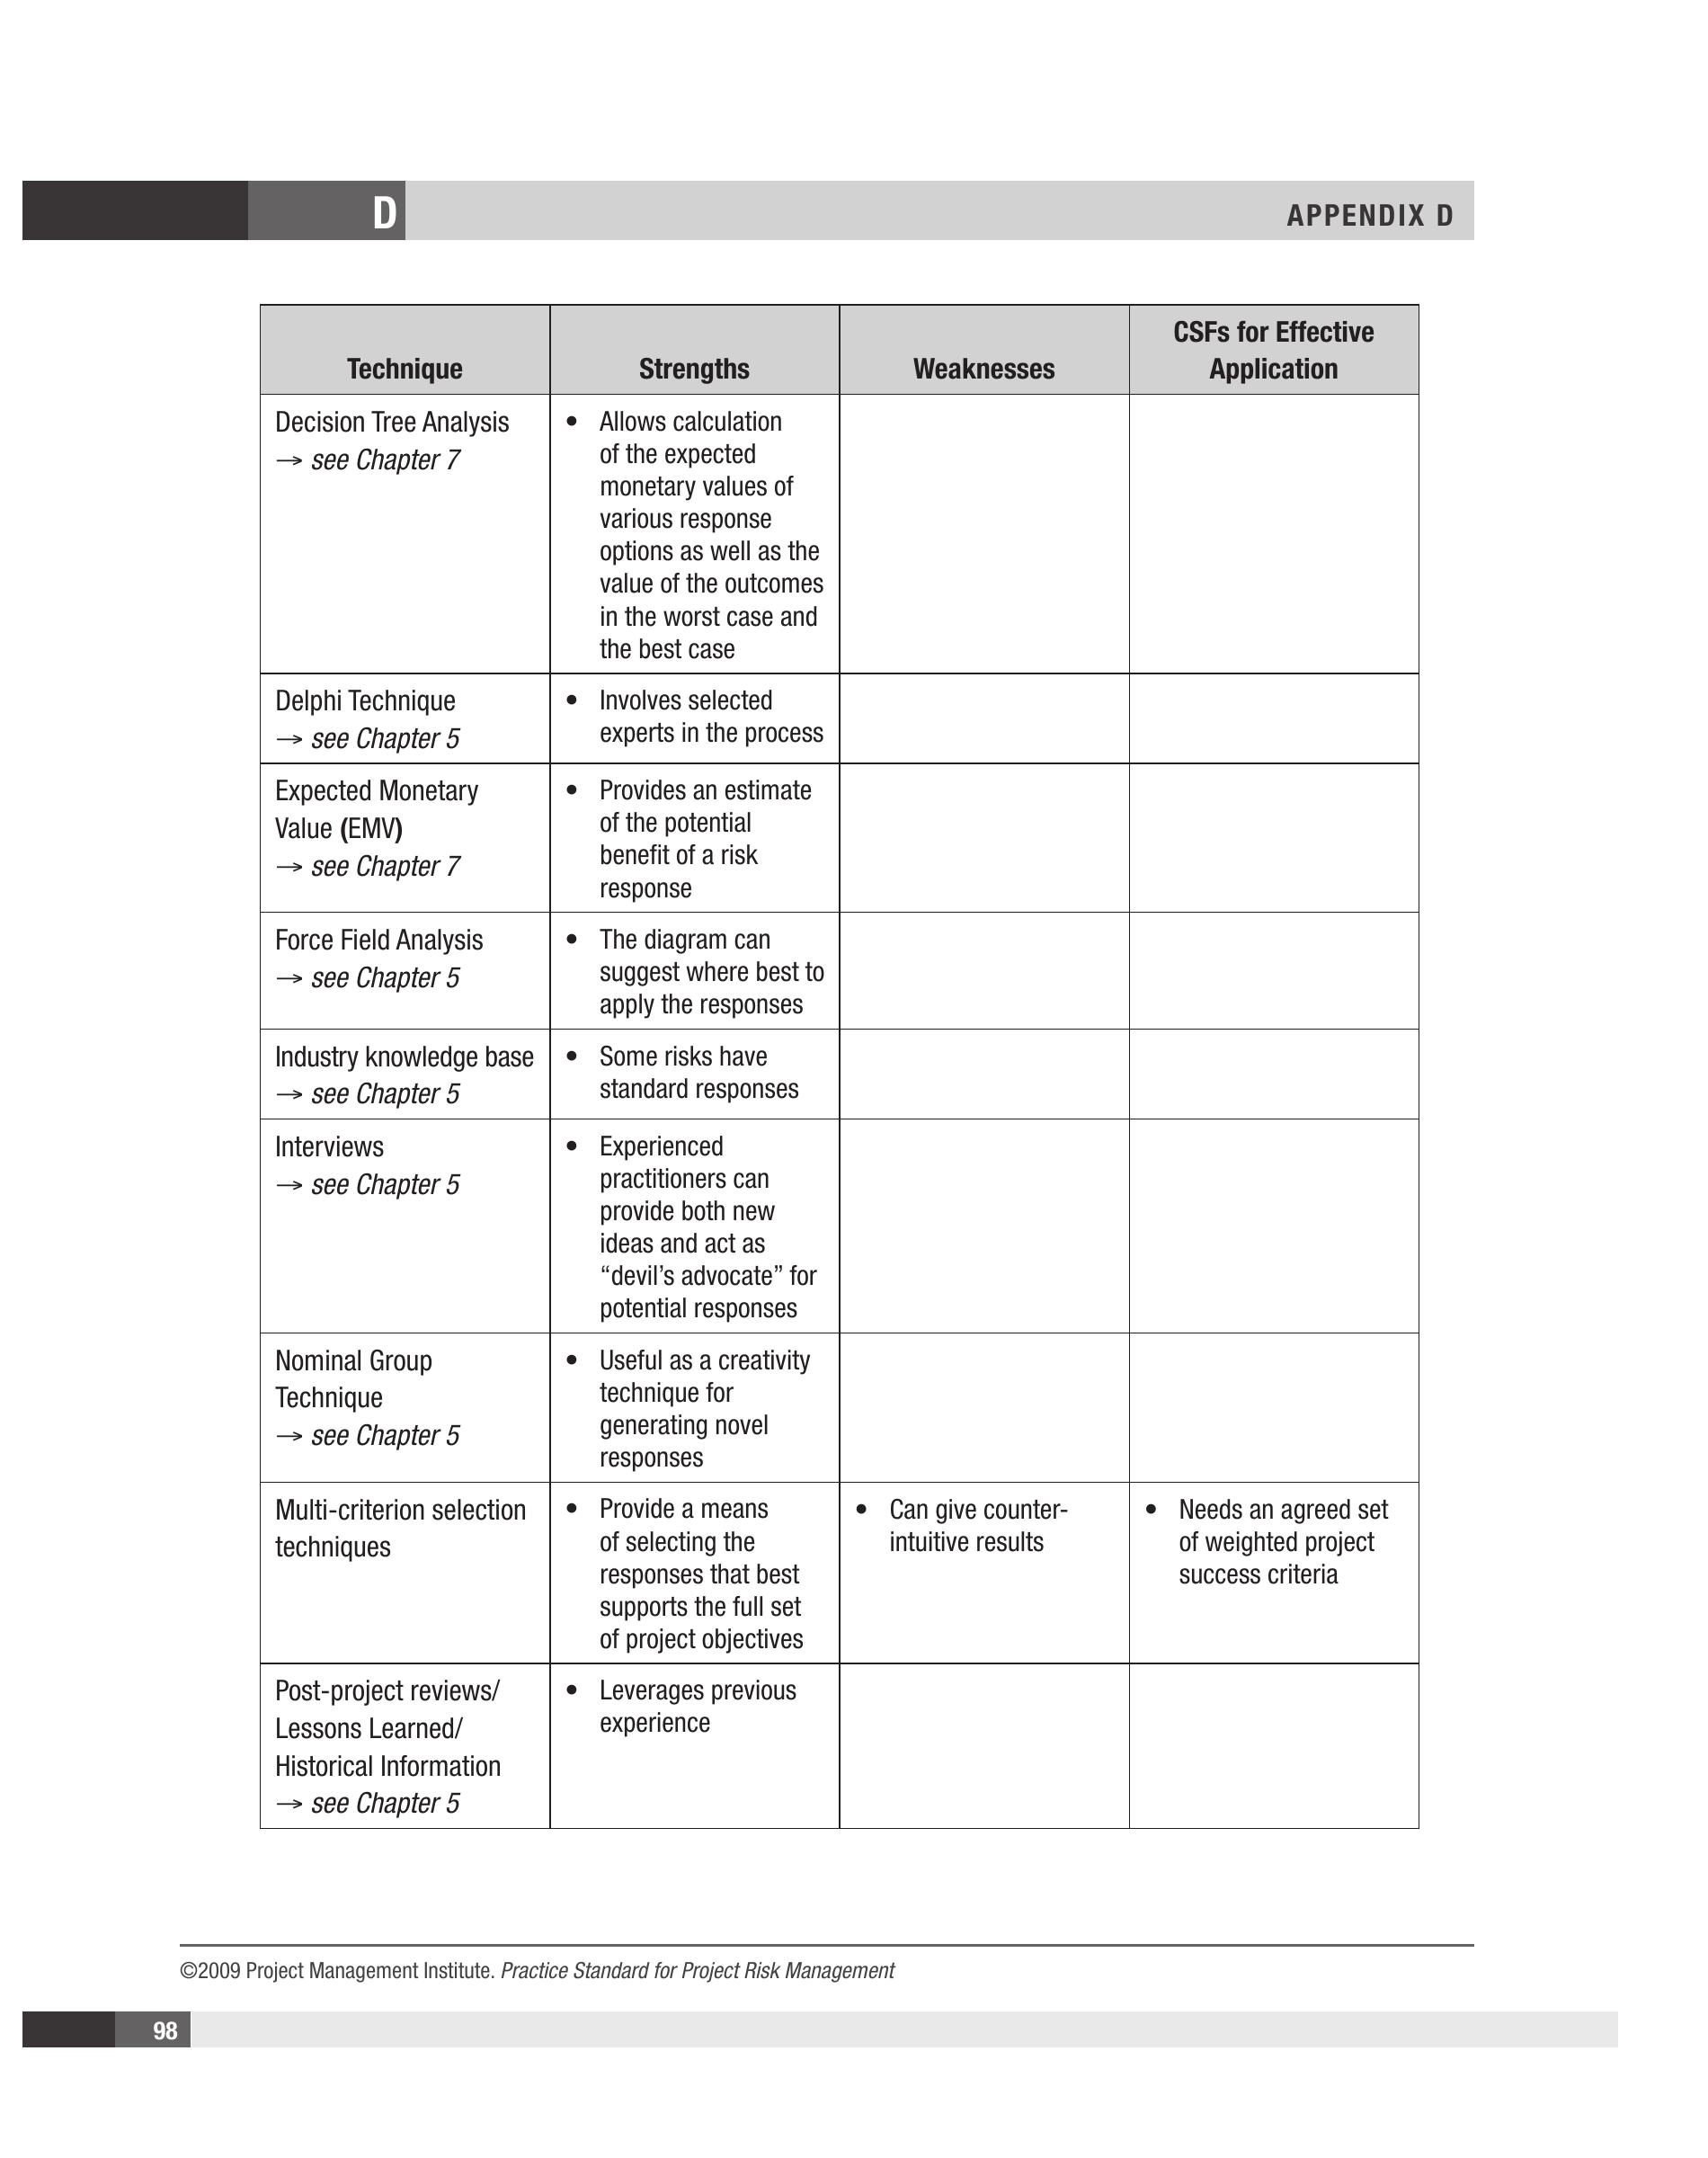 D
APPENDIX D
Technique
Strengths
Weaknesses
CSFs for Effective
Application
Decision Tree Analysis
→ see Chapter 7
• Allows calculation
of the expected
monetary values of
various response
options as well as the
value of the outcomes
in the worst case and
the best case
Delphi Technique
→ see Chapter 5
• Involves selected
experts in the process
Expected Monetary
Value (EMV)
→ see Chapter 7
• Provides an estimate
of the potential
benefit of a risk
response
Force Field Analysis
→ see Chapter 5
• The diagram can
suggest where best to
apply the responses
Industry knowledge base
→ see Chapter 5
• Some risks have
standard responses
Interviews
→ see Chapter 5
• Experienced
practitioners can
provide both new
ideas and act as
“devil’s advocate” for
potential responses
Nominal Group
Technique
→ see Chapter 5
• Useful as a creativity
technique for
generating novel
responses
Multi-criterion selection
techniques
• Provide a means
of selecting the
responses that best
supports the full set
of project objectives
• Can give counter-
intuitive results
• Needs an agreed set
of weighted project
success criteria
Post-project reviews/
Lessons Learned/
Historical Information
→ see Chapter 5
• Leverages previous
experience
©2009 Project Management Institute. Practice Standard for Project Risk Management
98